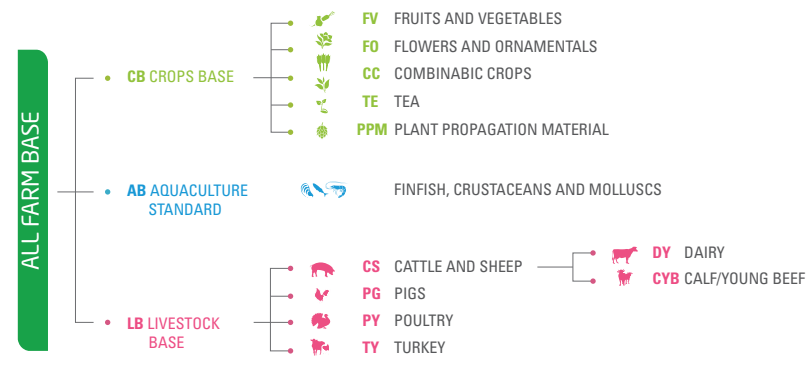 ALL FARM BASE
CB CROPS BASE
FV FRUITS AND VEGETABLES
FO FLOWERS AND ORNAMENTALS
CC COMBINABIC CROPS
TE TEA
PPM PLANT PROPAGATION MATERIAL
AB AQUACULTURE
STANDARD
FINFISH, CRUSTACEANS AND MOLLUSCS
LB LIVESTOCK
BASE
CS CATTLE AND SHEEP
PG PIGS
PY POULTRY
TY TURKEY
DY DAIRY
CYB CALF/YOUNG BEEF